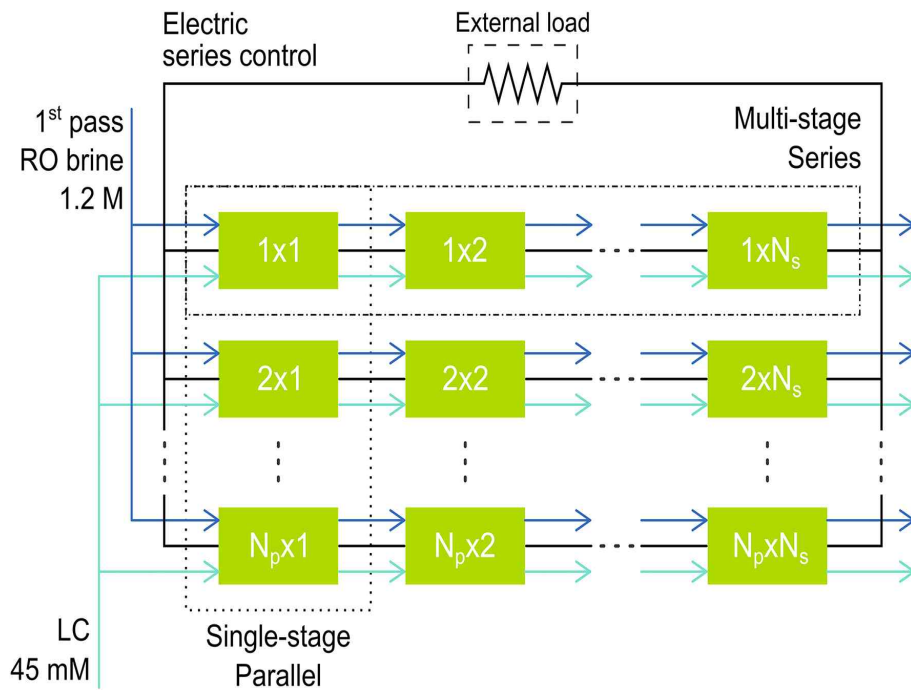 Electric
series control
External load
1st pass
RO brine
1.2 M
Multi-stage
Series
1x1
1x2
1xNs
2x1
2x2
2xNs
Npx1
Npx2
NpxNs
LC
45 mM
Single-stage
Parallel